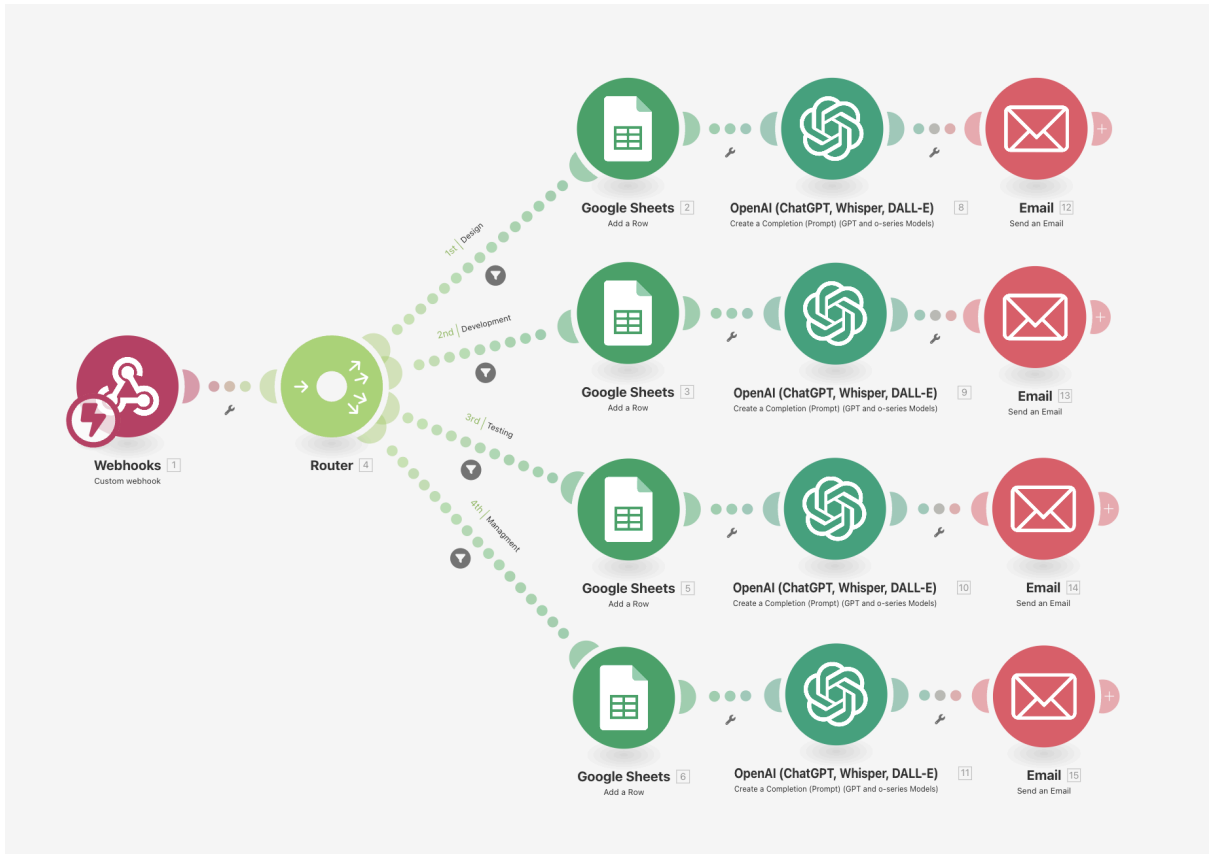 Google Sheets 2
Add a Row
OpenAI (ChatGPT, Whisper, DALL-E) 8
Create a Completion (Prompt) (GPT and o-series Models)
Email 12
Send an Email
1st | Design
2nd | Development
Google Sheets 3
Add a Row
OpenAI (ChatGPT, Whisper, DALL-E) 9
Create a Completion (Prompt) (GPT and o-series Models)
Email 13
Send an Email
Webhooks 1
Custom webhook
Router 4
3rd | Testing
4th | Managment
Google Sheets 5
Add a Row
OpenAI (ChatGPT, Whisper, DALL-E) 10
Create a Completion (Prompt) (GPT and o-series Models)
Email 14
Send an Email
Google Sheets 6
Add a Row
OpenAI (ChatGPT, Whisper, DALL-E) 11
Create a Completion (Prompt) (GPT and o-series Models)
Email 15
Send an Email